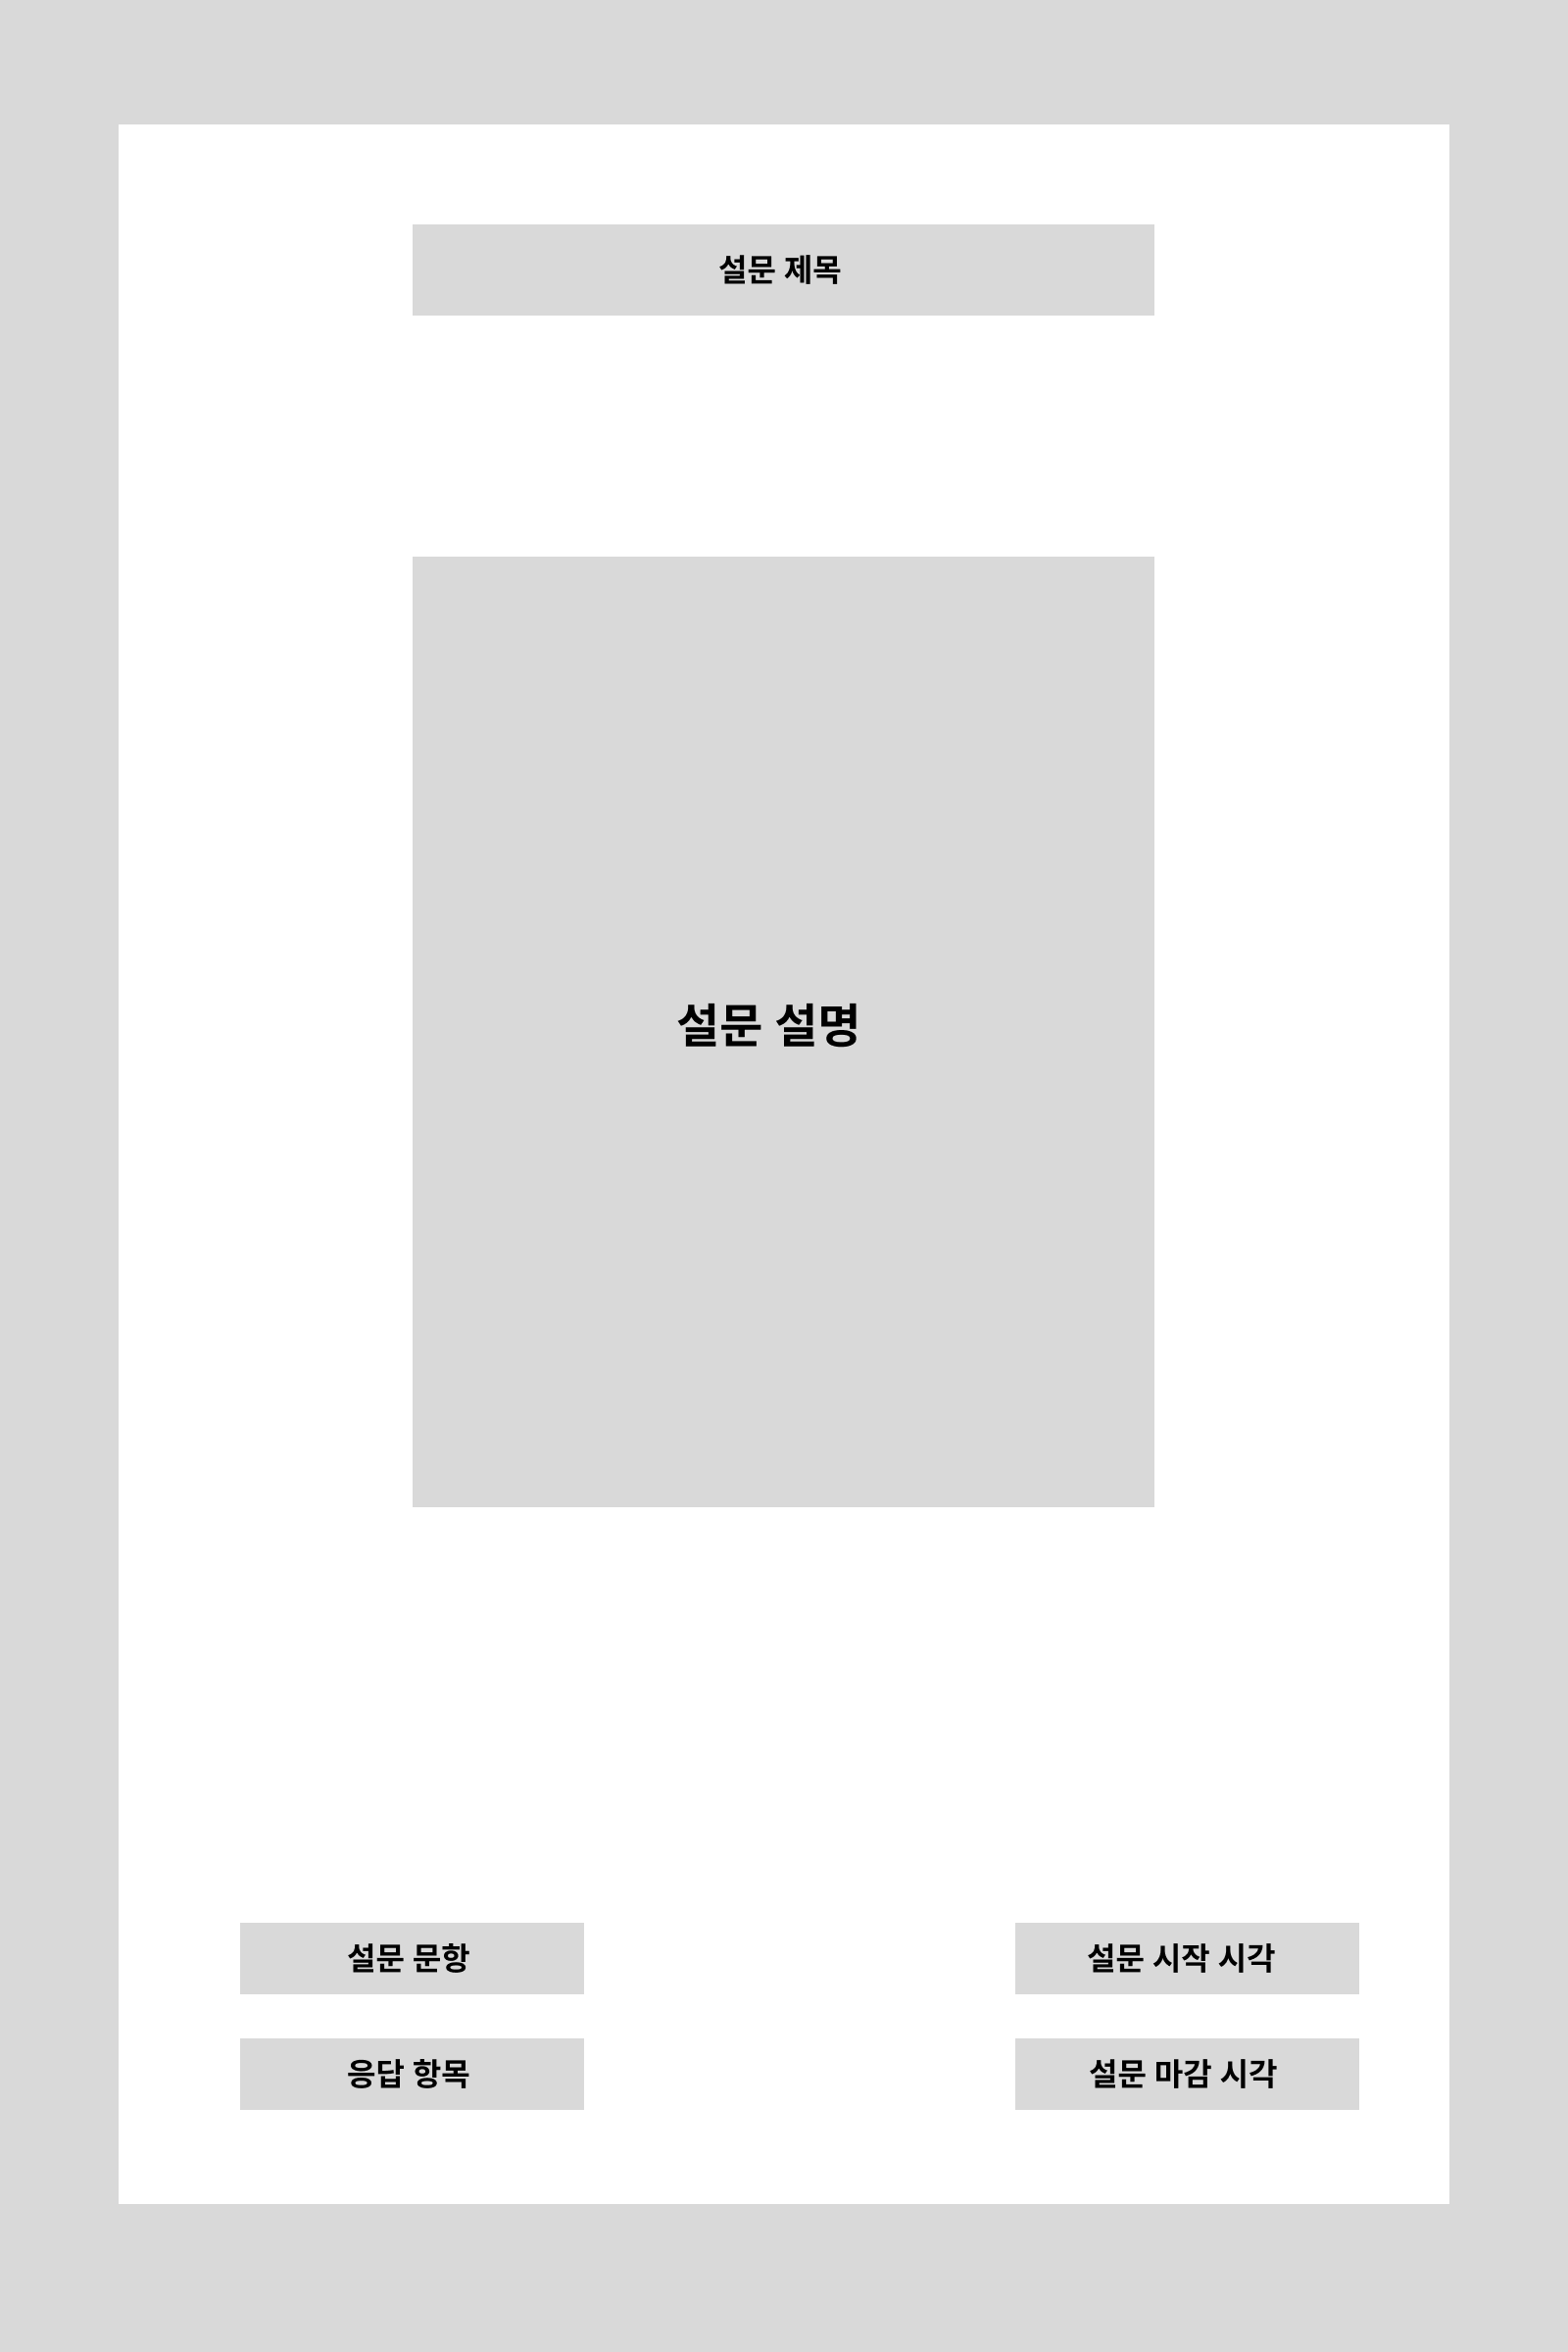 설문 제목
설문 설명
설문 문항
설문 시작 시각
응답 항목
설문 마감 시각